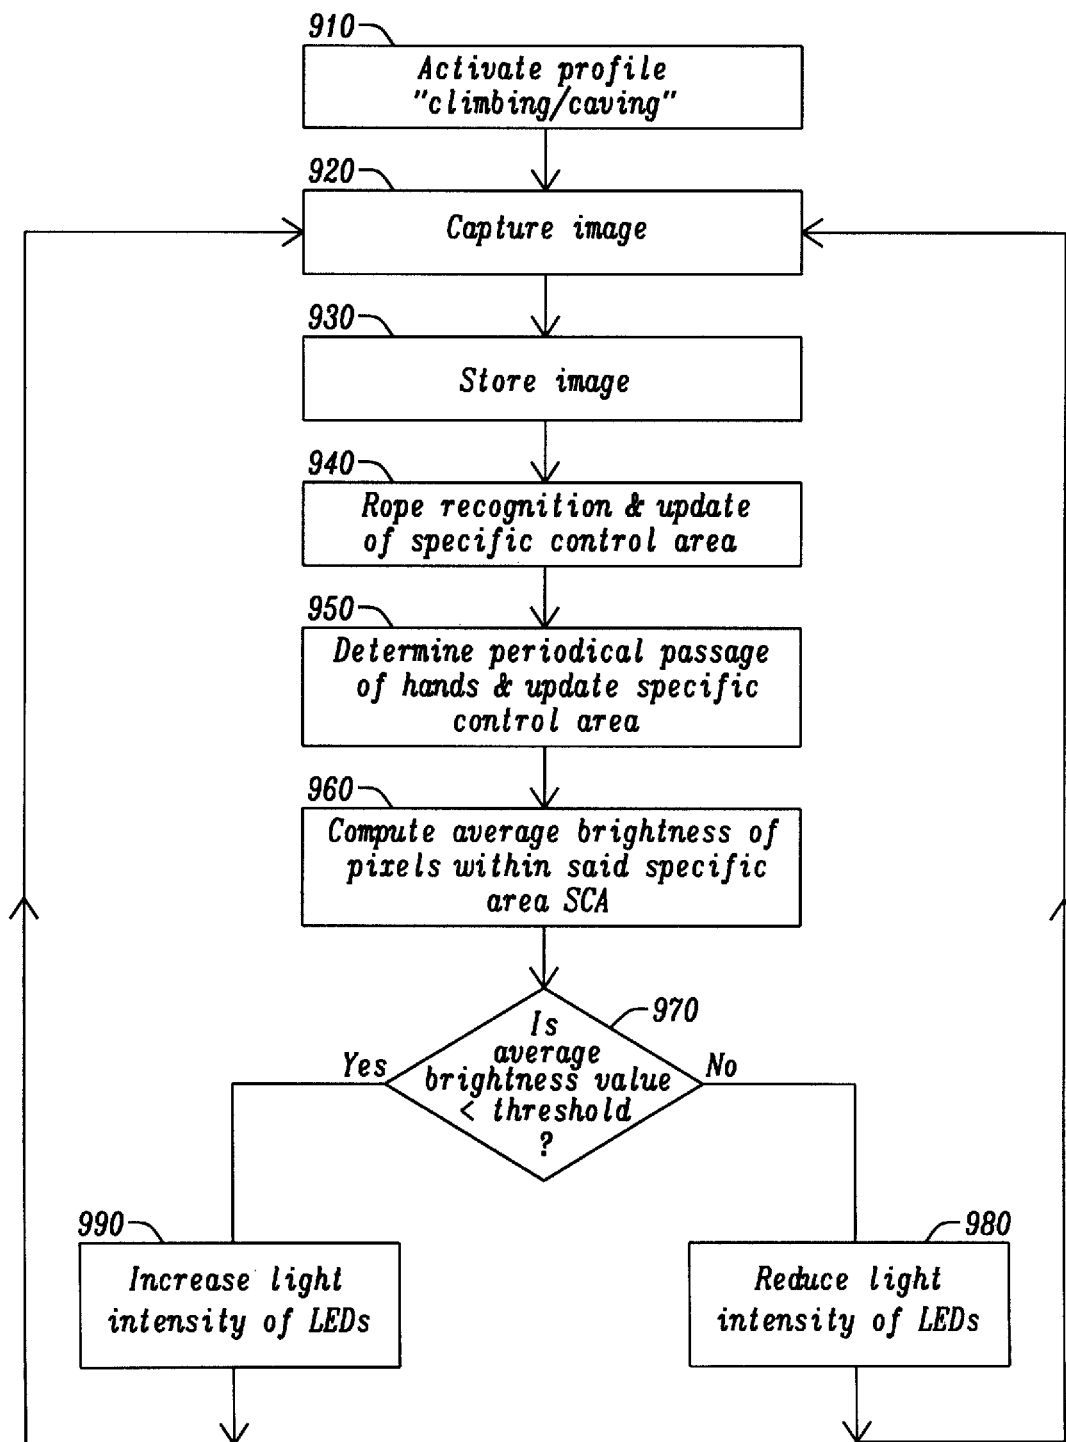 910
Activate profile
"climbing/caving"
920
Capture image
930
Store image
940
Rope recognition & update
of specific control area
950
Determine periodical passage
of hands & update specific
control area
960
Compute average brightness of
pixels within said specific
area SCA
970
Is
average
brightness value
< threshold
?
Yes
No
990
Increase light
intensity of LEDs
980
Reduce light
intensity of LEDs